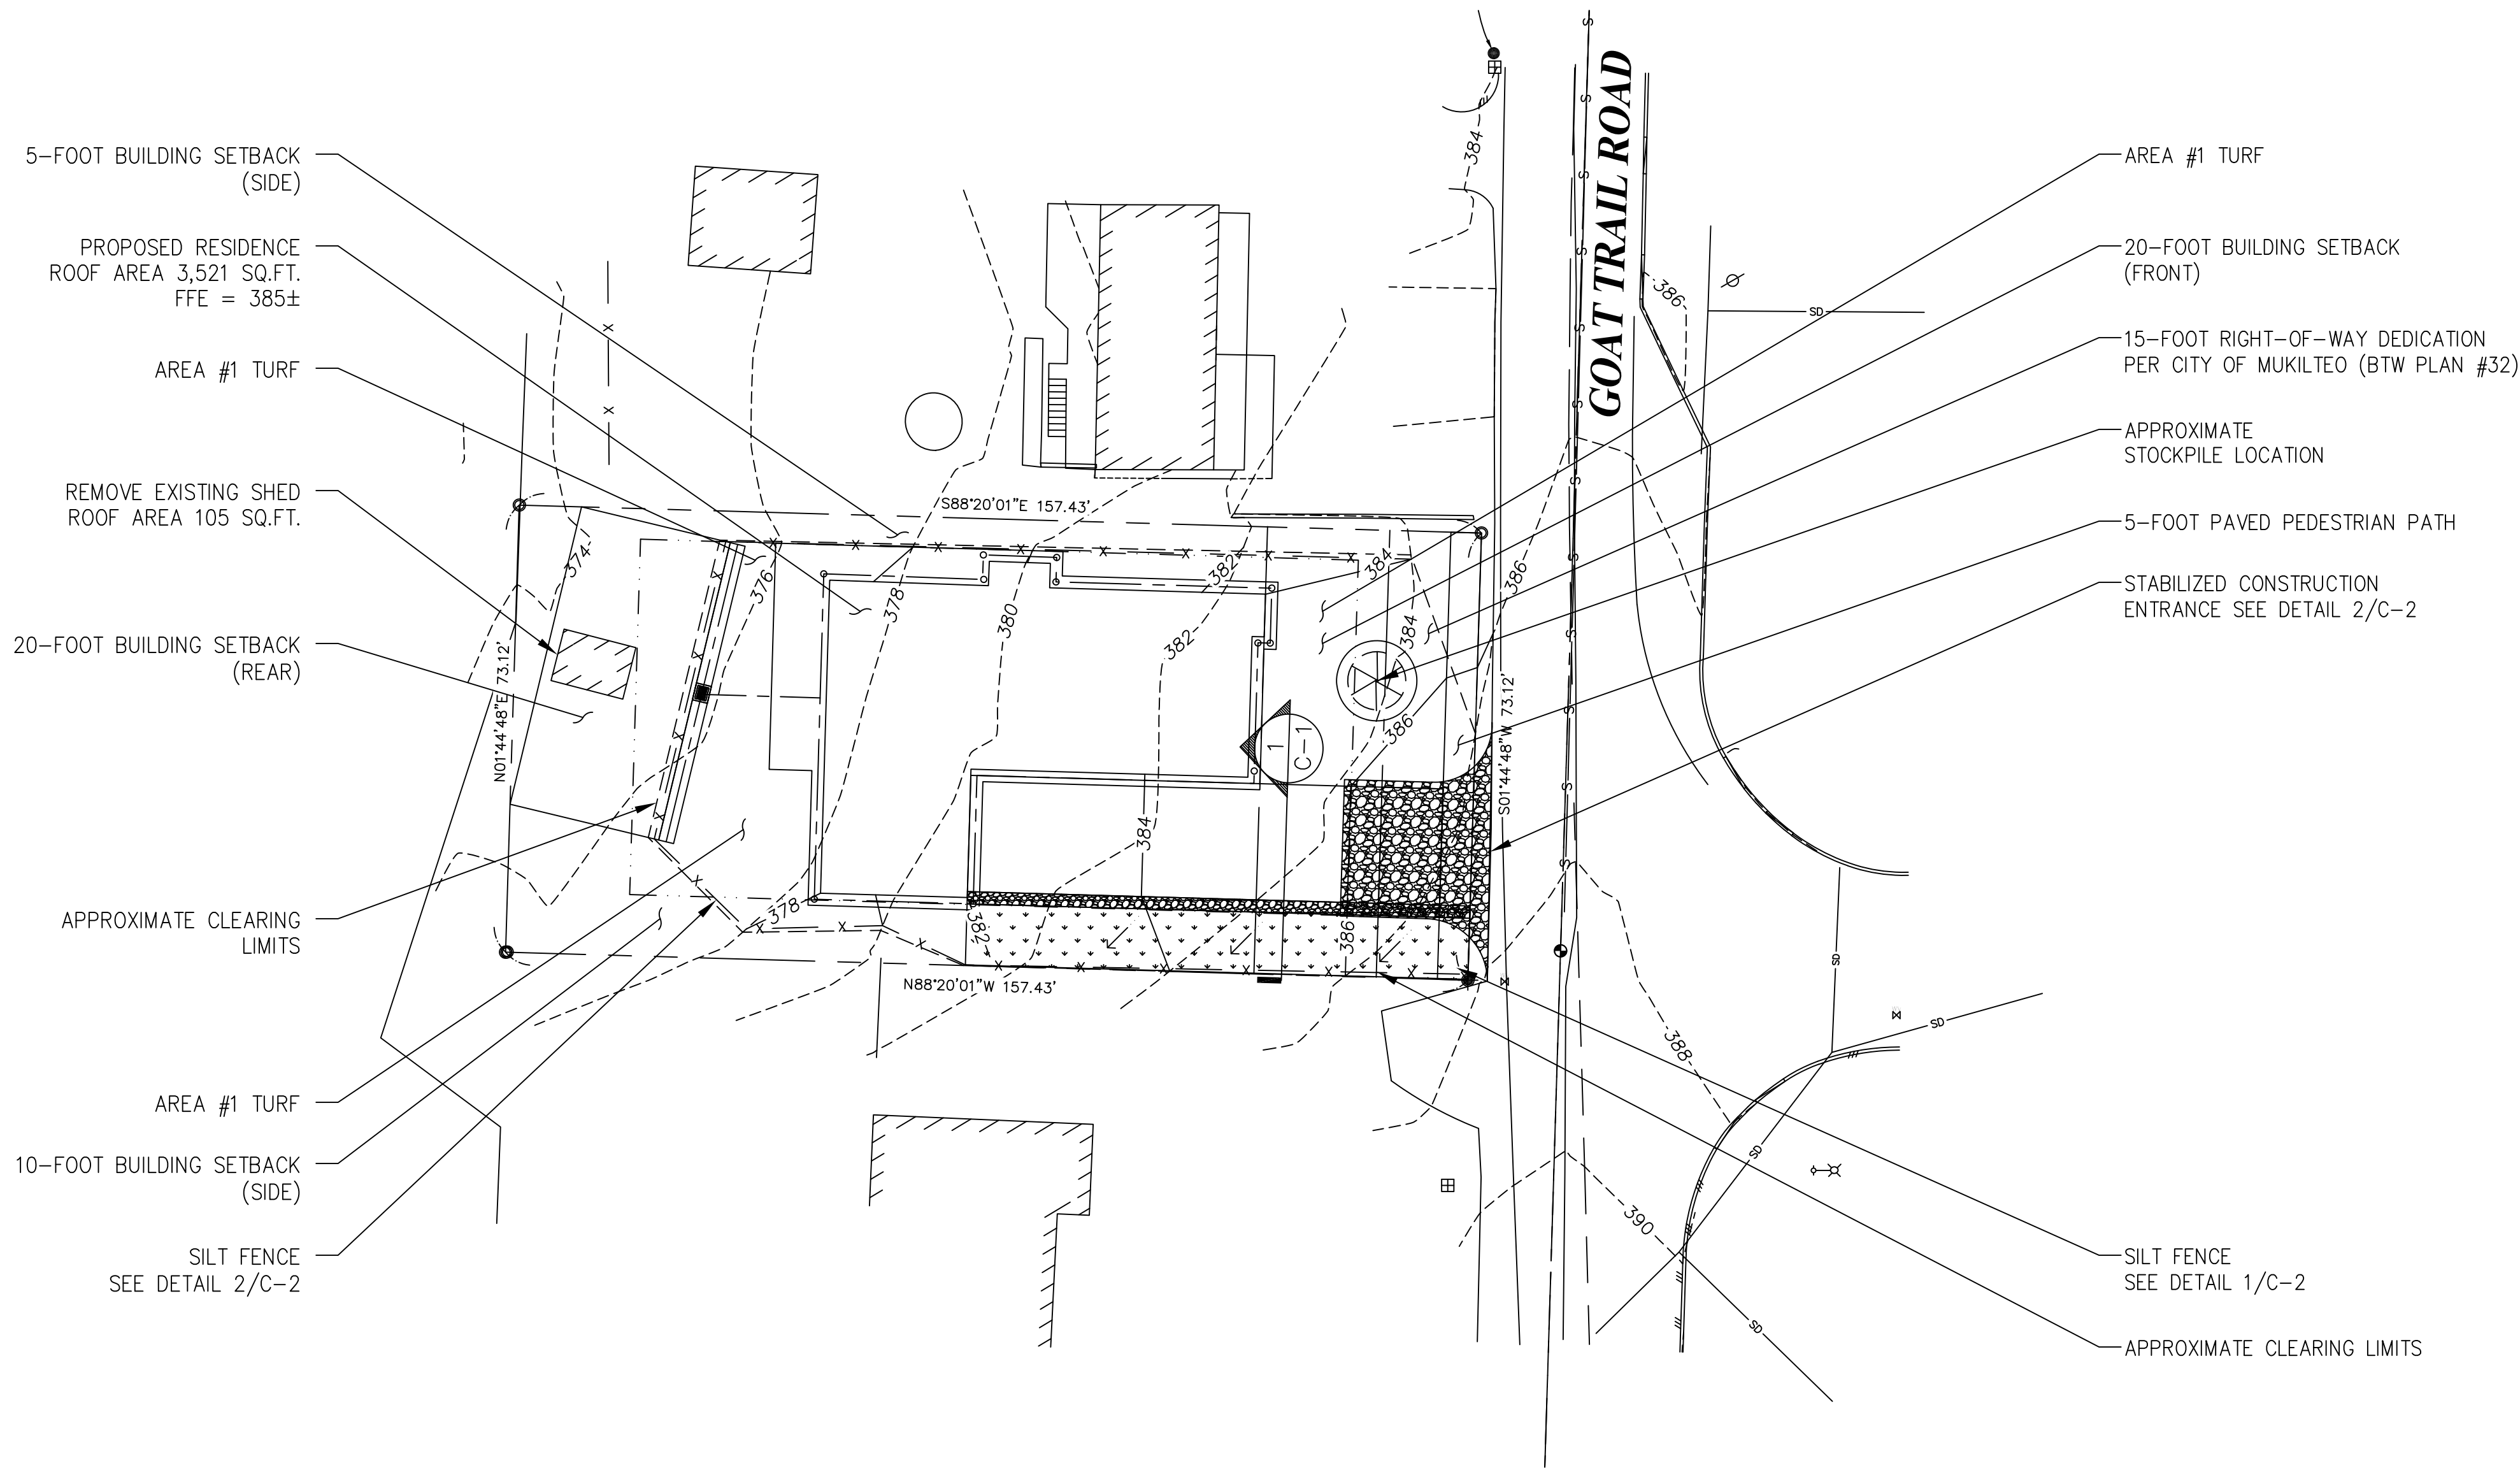 5-FOOT BUILDING SETBACK
(SIDE)
PROPOSED RESIDENCE
ROOF AREA 3,521 SQ.FT.
FFE = 385±
AREA #1 TURF
REMOVE EXISTING SHED
ROOF AREA 105 SQ.FT.
20-FOOT BUILDING SETBACK
(REAR)
APPROXIMATE CLEARING
LIMITS
AREA #1 TURF
10-FOOT BUILDING SETBACK
(SIDE)
SILT FENCE
SEE DETAIL 2/C-2
GOAT TRAIL ROAD
S88°20'01"E 157.43'
N01°44'48"E 73.12'
S01°44'48"W 73.12'
N88°20'01"W 157.43'
374
376
378
378
380
382
382
382
384
384
384
384
386
386
386
386
388
390
1
C-1
S
S
S
S
S
S
S
S
S
S
S
S
SD
SD
SD
SD
SD
AREA #1 TURF
20-FOOT BUILDING SETBACK
(FRONT)
15-FOOT RIGHT-OF-WAY DEDICATION
PER CITY OF MUKILTEO (BTW PLAN #32)
APPROXIMATE
STOCKPILE LOCATION
5-FOOT PAVED PEDESTRIAN PATH
STABILIZED CONSTRUCTION
ENTRANCE SEE DETAIL 2/C-2
SILT FENCE
SEE DETAIL 1/C-2
APPROXIMATE CLEARING LIMITS